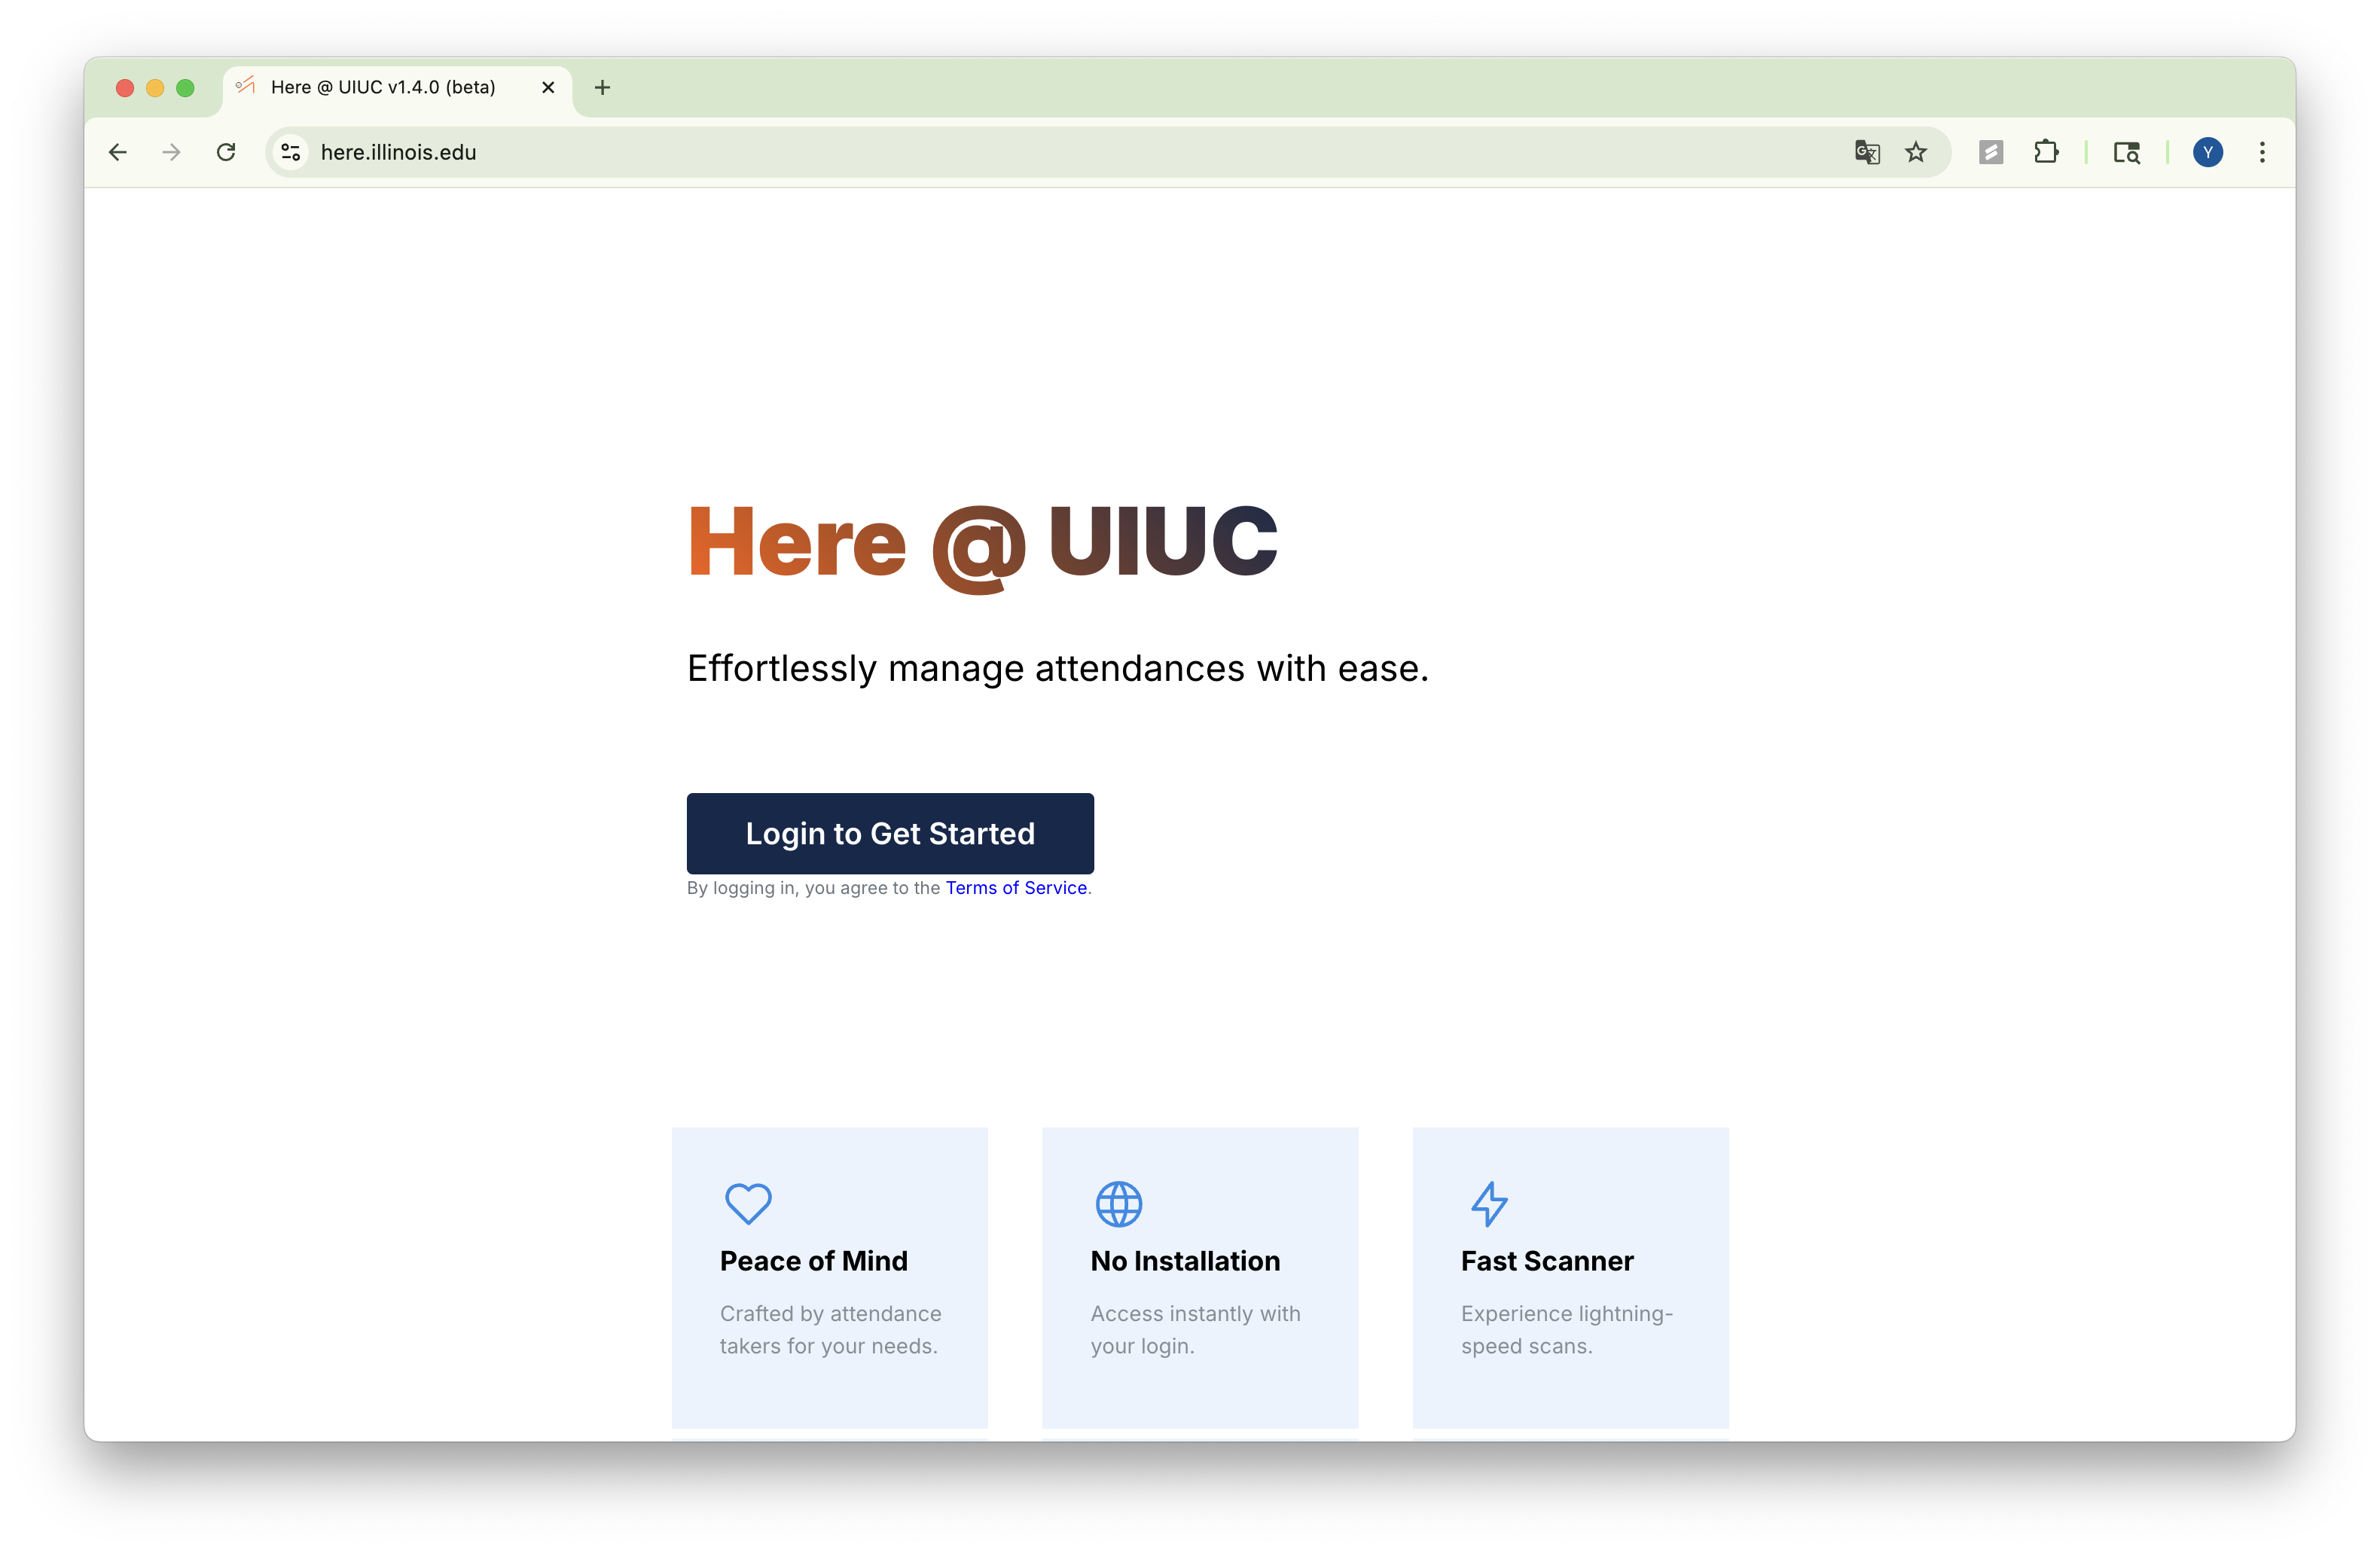 Here @ UIUC v1.4.0 (beta)
here.illinois.edu
Y
Here @ UIUC
Effortlessly manage attendances with ease.
Login to Get Started
By logging in, you agree to the Terms of Service.
Peace of Mind
Crafted by attendance
takers for your needs.
No Installation
Access instantly with
your login.
Fast Scanner
Experience lightning-
speed scans.